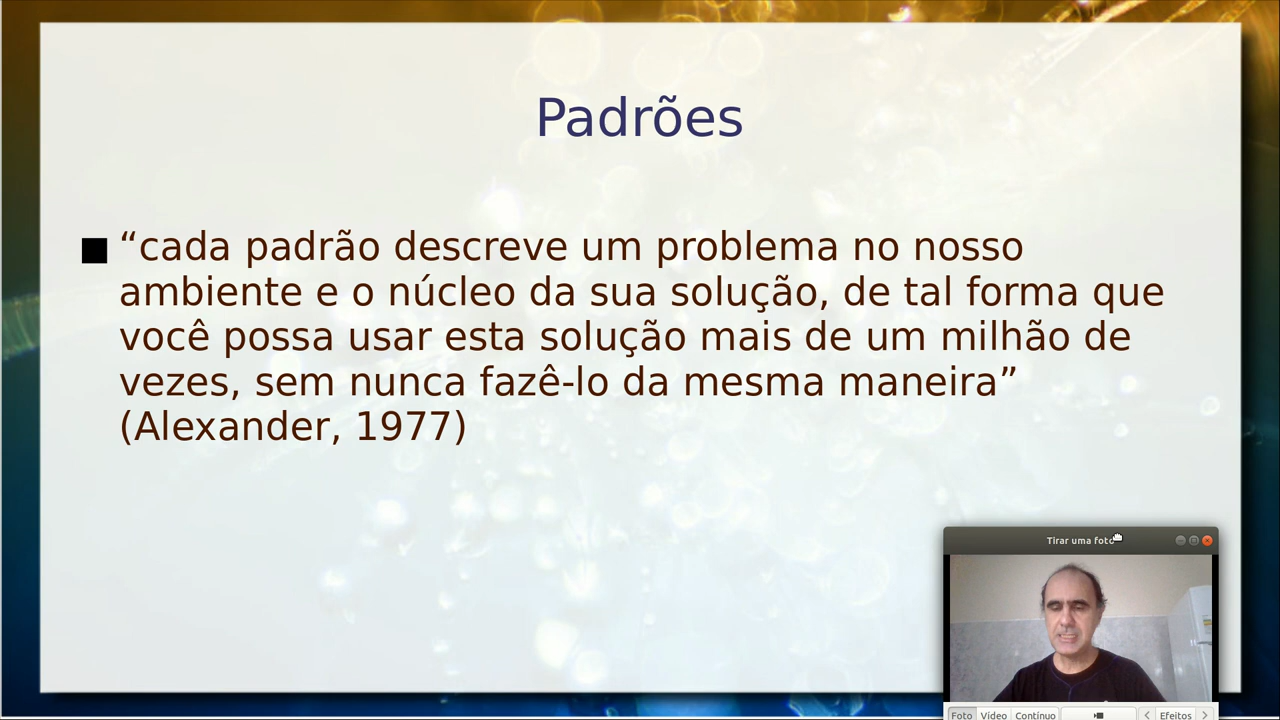 Padrões
“cada padrão descreve um problema no nosso
ambiente e o núcleo da sua solução, de tal forma que
você possa usar esta solução mais de um milhão de
vezes, sem nunca fazê-lo da mesma maneira”
(Alexander, 1977)
Tirar uma foto
Foto Vídeo Contínuo Efeitos